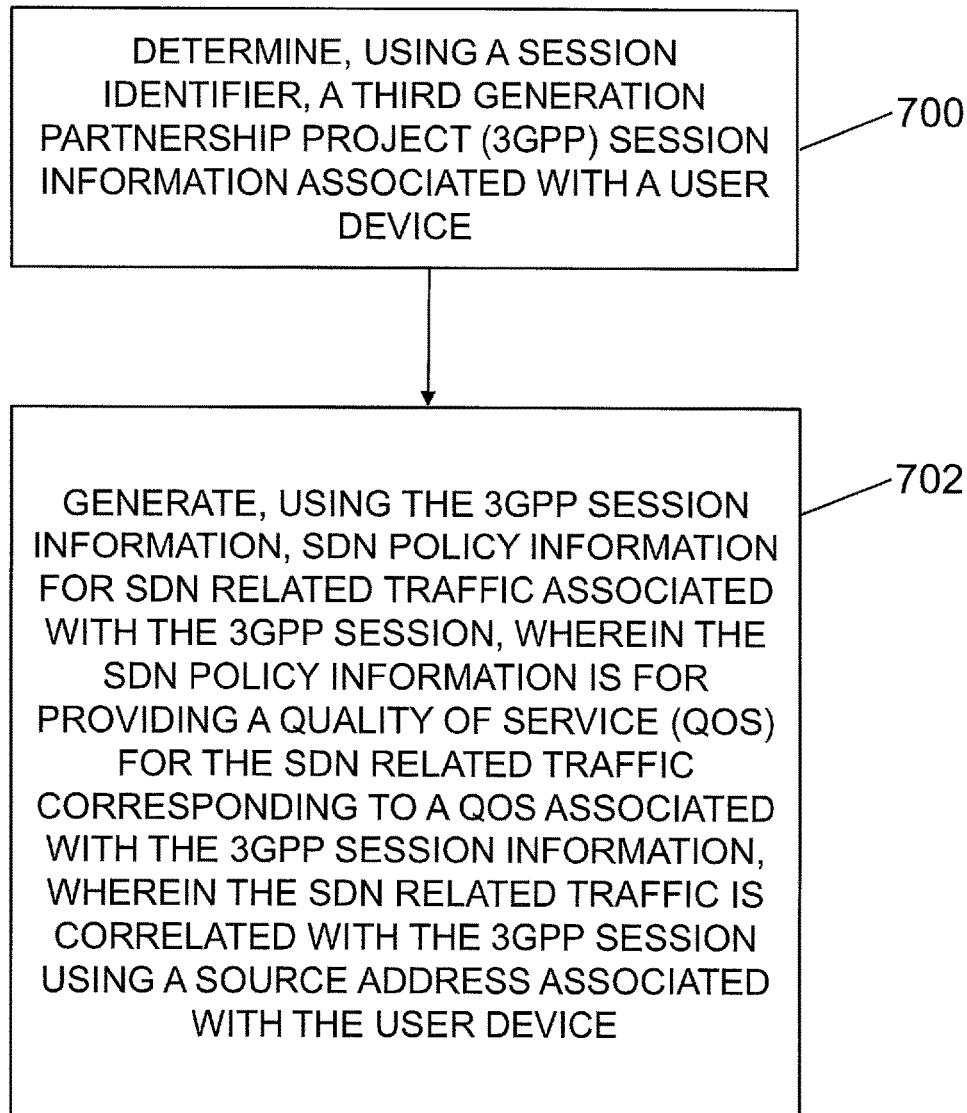 DETERMINE, USING A SESSION
IDENTIFIER, A THIRD GENERATION
PARTNERSHIP PROJECT (3GPP) SESSION
INFORMATION ASSOCIATED WITH A USER
DEVICE
700
GENERATE, USING THE 3GPP SESSION
INFORMATION, SDN POLICY INFORMATION
FOR SDN RELATED TRAFFIC ASSOCIATED
WITH THE 3GPP SESSION, WHEREIN THE
SDN POLICY INFORMATION IS FOR
PROVIDING A QUALITY OF SERVICE (QOS)
FOR THE SDN RELATED TRAFFIC
CORRESPONDING TO A QOS ASSOCIATED
WITH THE 3GPP SESSION INFORMATION,
WHEREIN THE SDN RELATED TRAFFIC IS
CORRELATED WITH THE 3GPP SESSION
USING A SOURCE ADDRESS ASSOCIATED
WITH THE USER DEVICE
702